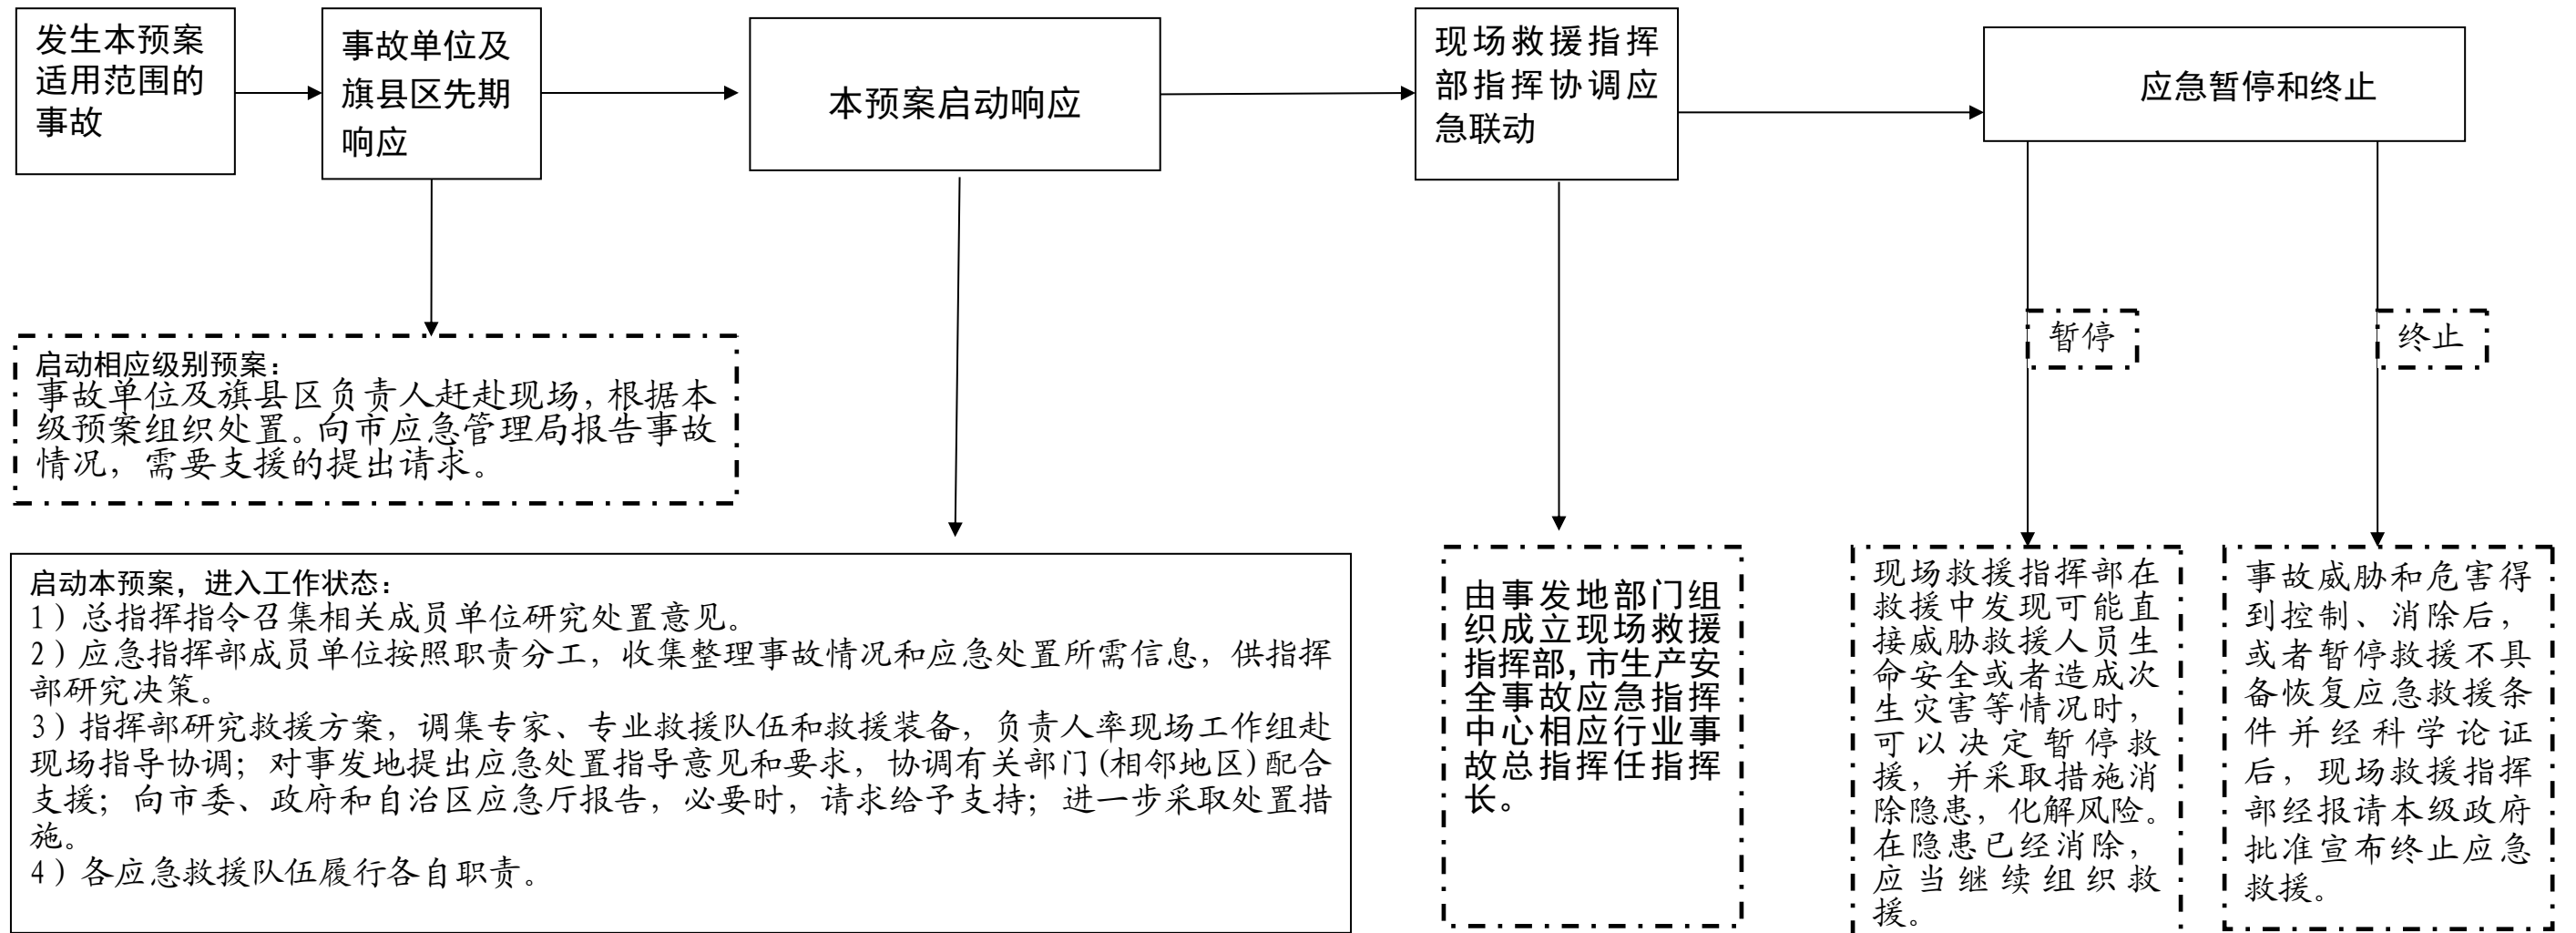 发生本预案
适用范围的
事故
事故单位及
旗县区先期
响应
本预案启动响应
现场救援指挥
部指挥协调应
急联动
应急暂停和终止
暂停
终止
启动相应级别预案：
事故单位及旗县区负责人赶赴现场，根据本
级预案组织处置。向市应急管理局报告事故
情况，需要支援的提出请求。
启动本预案，进入工作状态：
1）总指挥指令召集相关成员单位研究处置意见。
2）应急指挥部成员单位按照职责分工，收集整理事故情况和应急处置所需信息，供指挥
部研究决策。
3）指挥部研究救援方案，调集专家、专业救援队伍和救援装备，负责人率现场工作组赴
现场指导协调；对事发地提出应急处置指导意见和要求，协调有关部门(相邻地区)配合
支援；向市委、政府和自治区应急厅报告，必要时，请求给予支持；进一步采取处置措
施。
4）各应急救援队伍履行各自职责。
由事发地部门组
织成立现场救援
指挥部，市生产安
全事故应急指挥
中心相应行业事
故总指挥任指挥
长。
现场救援指挥部在
救援中发现可能直
接威胁救援人员生
命安全或者造成次
生灾害等情况时，
可以决定暂停救
援，并采取措施消
除隐患，化解风险。
在隐患已经消除，
应当继续组织救
援。
事故威胁和危害得
到控制、消除后，
或者暂停救援不具
备恢复应急救援条
件并经科学论证
后，现场救援指挥
部经报请本级政府
批准宣布终止应急
救援。